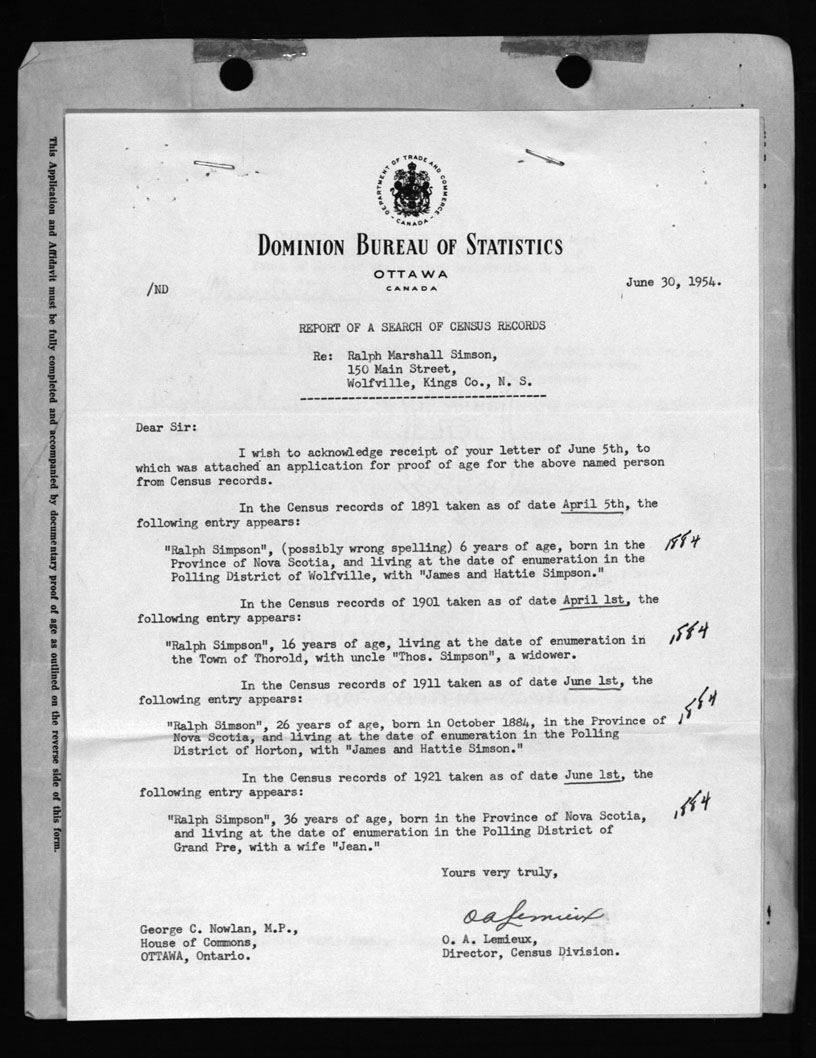 DEPARTMENT OF TRADE AND COMMERCE
- CANADA -
DOMINION BUREAU OF STATISTICS
OTTAWA
CANADA
/ND
June 30, 1954.
REPORT OF A SEARCH OF CENSUS RECORDS
Re: Ralph Marshall Simson,
150 Main Street,
Wolfville, Kings Co., N. S.
-----------------------------------
Dear Sir:
I wish to acknowledge receipt of your letter of June 5th, to
which was attached an application for proof of age for the above named person
from Census records.
In the Census records of 1891 taken as of date April 5th, the
following entry appears:
"Ralph Simpson", (possibly wrong spelling) 6 years of age, born in the 1884
Province of Nova Scotia, and living at the date of enumeration in the
Polling District of Wolfville, with "James and Hattie Simpson."
In the Census records of 1901 taken as of date April 1st, the
following entry appears:
"Ralph Simpson", 16 years of age, living at the date of enumeration in 1884
the Town of Thorold, with uncle "Thos. Simpson", a widower.
In the Census records of 1911 taken as of date June 1st, the
following entry appears:
"Ralph Simson", 26 years of age, born in October 1884, in the Province of 1884
Nova Scotia, and living at the date of enumeration in the Polling
District of Horton, with "James and Hattie Simson."
In the Census records of 1921 taken as of date June 1st, the
following entry appears:
"Ralph Simpson", 36 years of age, born in the Province of Nova Scotia, 1884
and living at the date of enumeration in the Polling District of
Grand Pre, with a wife "Jean."
Yours very truly,
O A Lemieux
O. A. Lemieux,
Director, Census Division.
George C. Nowlan, M.P.,
House of Commons,
OTTAWA, Ontario.
This Application and Affidavit must be fully completed and accompanied by documentary proof of age as outlined on the reverse side of this form.